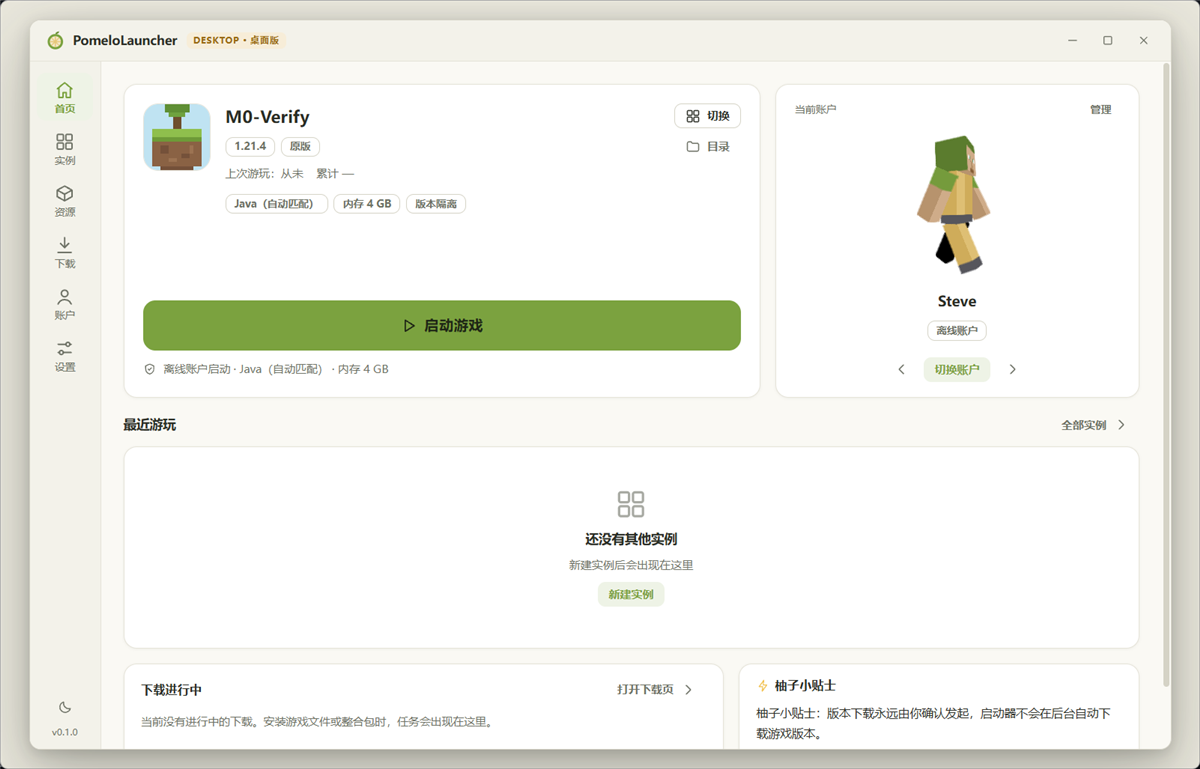 PomeloLauncher
DESKTOP · 桌面版
首页
实例
资源
下载
账户
设置
v0.1.0
M0-Verify
切换
1.21.4
原版
目录
上次游玩：从未 累计 —
Java（自动匹配）
内存 4 GB
版本隔离
启动游戏
离线账户启动 · Java（自动匹配） · 内存 4 GB
当前账户
管理
Steve
离线账户
切换账户
最近游玩
全部实例
还没有其他实例
新建实例后会出现在这里
新建实例
下载进行中
打开下载页
当前没有进行中的下载。安装游戏文件或整合包时，任务会出现在这里。
柚子小贴士
柚子小贴士：版本下载永远由你确认发起，启动器不会在后台自动下
载游戏版本。